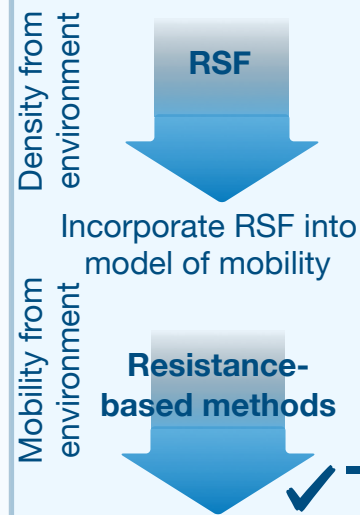 Density from
environment
RSF
Incorporate RSF into
model of mobility
Mobility from
environment
Resistance-
based methods